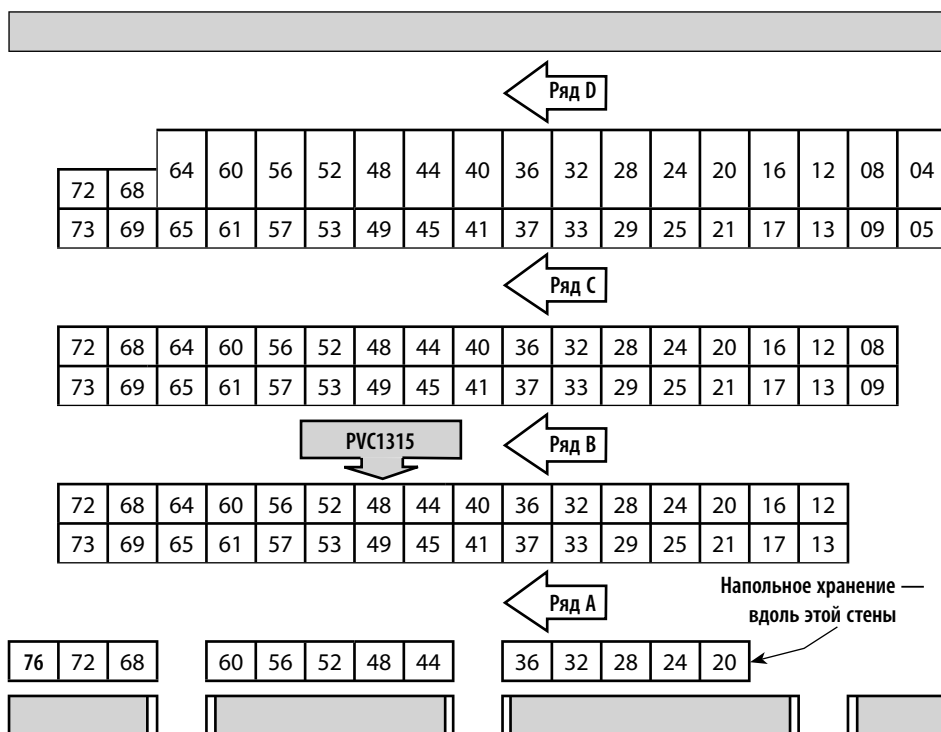 Ряд D
64 60 56 52 48 44 40 36 32 28 24 20 16 12 08 04
72 68
73 69 65 61 57 53 49 45 41 37 33 29 25 21 17 13 09 05
Ряд C
72 68 64 60 56 52 48 44 40 36 32 28 24 20 16 12 08
73 69 65 61 57 53 49 45 41 37 33 29 25 21 17 13 09
PVC1315 Ряд B
72 68 64 60 56 52 48 44 40 36 32 28 24 20 16 12
73 69 65 61 57 53 49 45 41 37 33 29 25 21 17 13
Ряд A
Напольное хранение —
вдоль этой стены
76 72 68 60 56 52 48 44 36 32 28 24 20